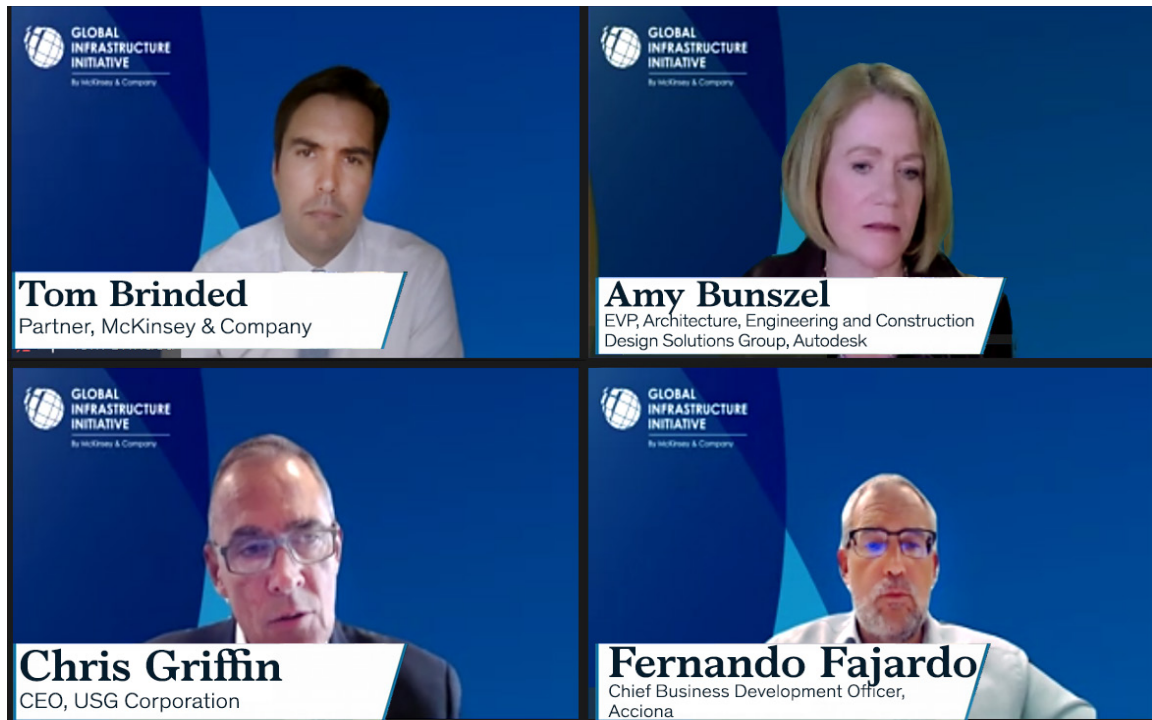 GLOBAL
INFRASTRUCTURE
INITIATIVE
By McKinsey & Company
Tom Brinded
Partner, McKinsey & Company
GLOBAL
INFRASTRUCTURE
INITIATIVE
By McKinsey & Company
Amy Bunszel
EVP, Architecture, Engineering and Construction
Design Solutions Group, Autodesk
GLOBAL
INFRASTRUCTURE
INITIATIVE
By McKinsey & Company
Chris Griffin
CEO, USG Corporation
GLOBAL
INFRASTRUCTURE
INITIATIVE
By McKinsey & Company
Fernando Fajardo
Chief Business Development Officer,
Acciona